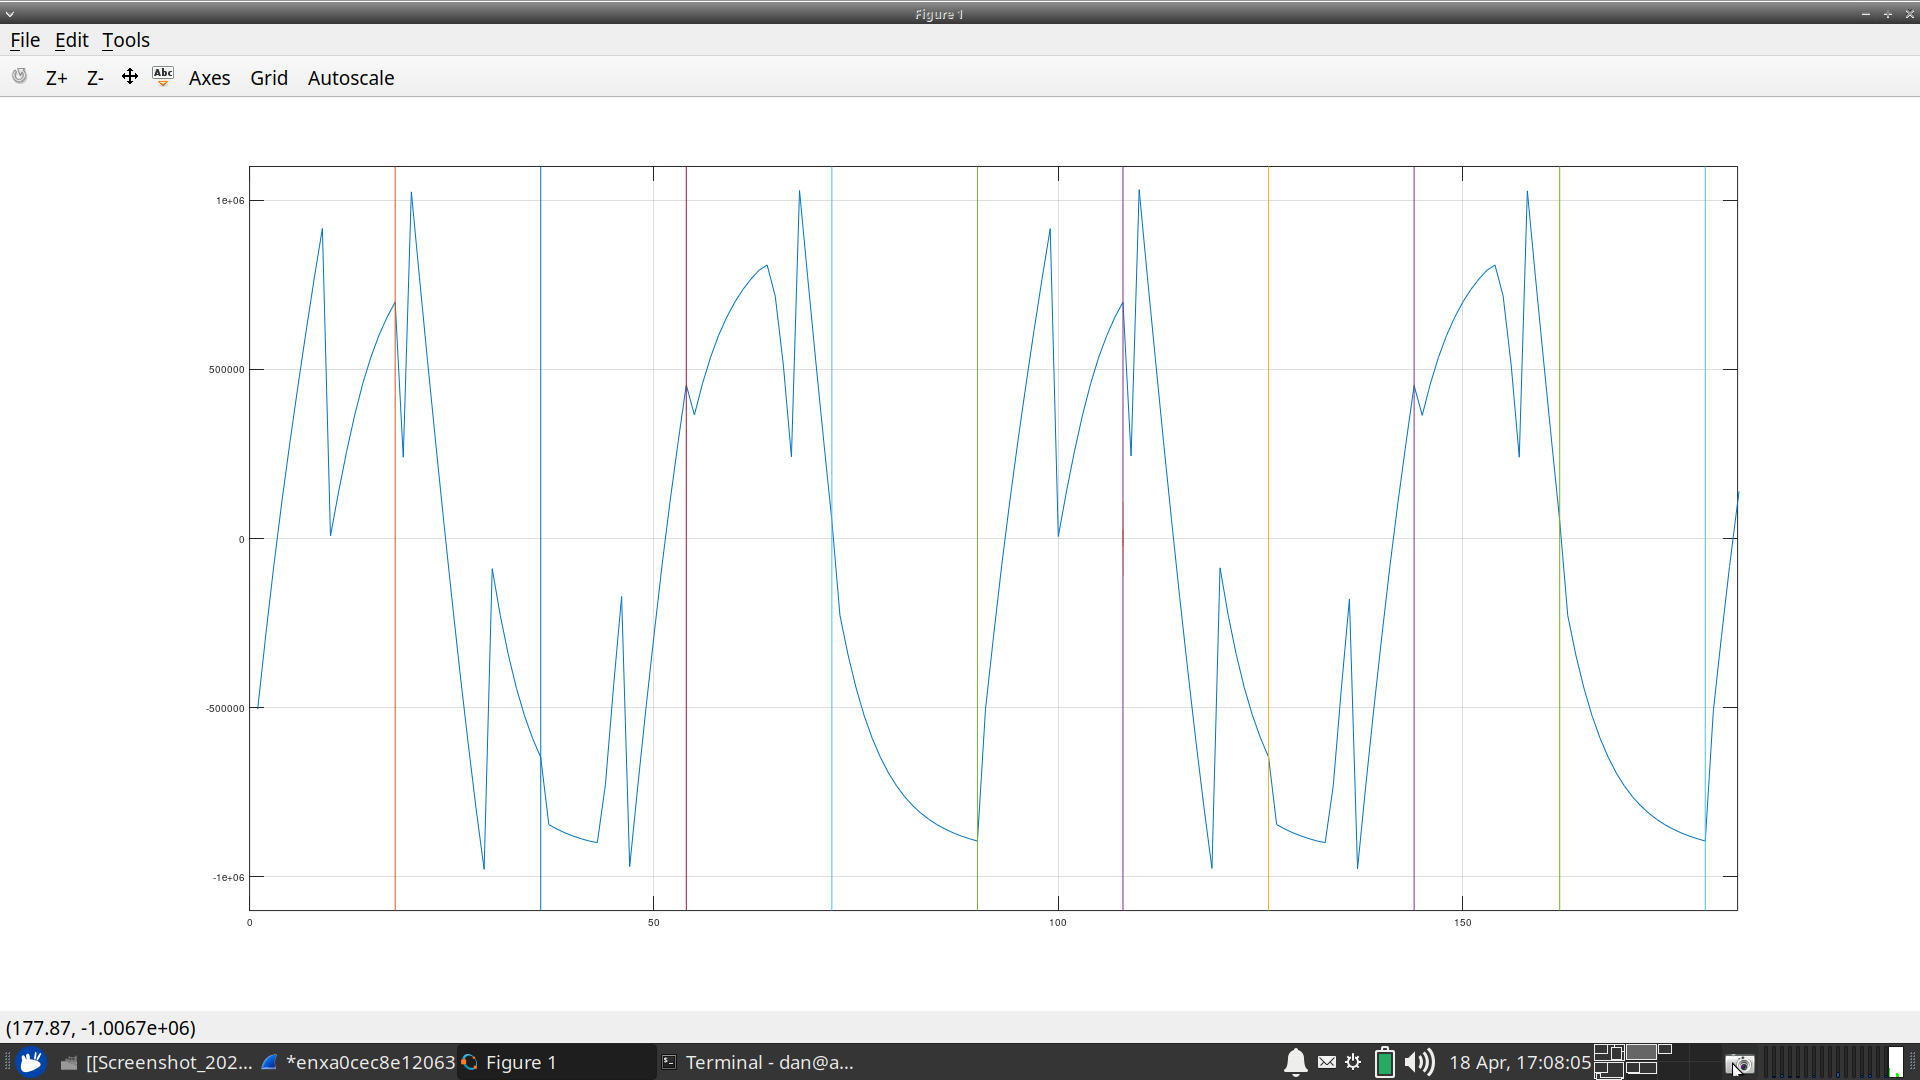 Figure 1
File Edit Tools
Z+ Z- Abc Axes Grid Autoscale
1e+06
500000
0
-500000
-1e+06
0 50 100 150
(177.87, -1.0067e+06)
[[Screenshot_202... *enxa0cec8e12063 Figure 1 Terminal - dan@a... 18 Apr, 17:08:05